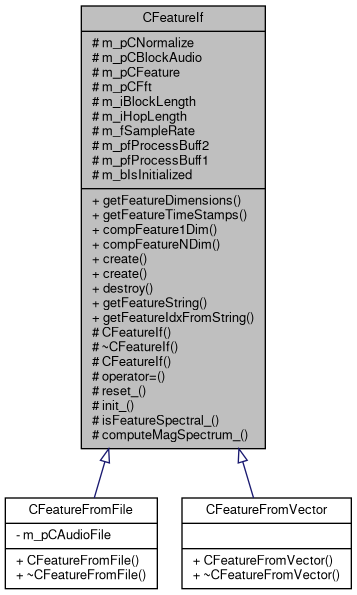 CFeatureIf
# m_pCNormalize
# m_pCBlockAudio
# m_pCFeature
# m_pCFft
# m_iBlockLength
# m_iHopLength
# m_fSampleRate
# m_pfProcessBuff2
# m_pfProcessBuff1
# m_bIsInitialized
+ getFeatureDimensions()
+ getFeatureTimeStamps()
+ compFeature1Dim()
+ compFeatureNDim()
+ create()
+ create()
+ destroy()
+ getFeatureString()
+ getFeatureIdxFromString()
# CFeatureIf()
# ~CFeatureIf()
# CFeatureIf()
# operator=()
# reset_()
# init_()
# isFeatureSpectral_()
# computeMagSpectrum_()
CFeatureFromFile
- m_pCAudioFile
+ CFeatureFromFile()
+ ~CFeatureFromFile()
CFeatureFromVector
+ CFeatureFromVector()
+ ~CFeatureFromVector()